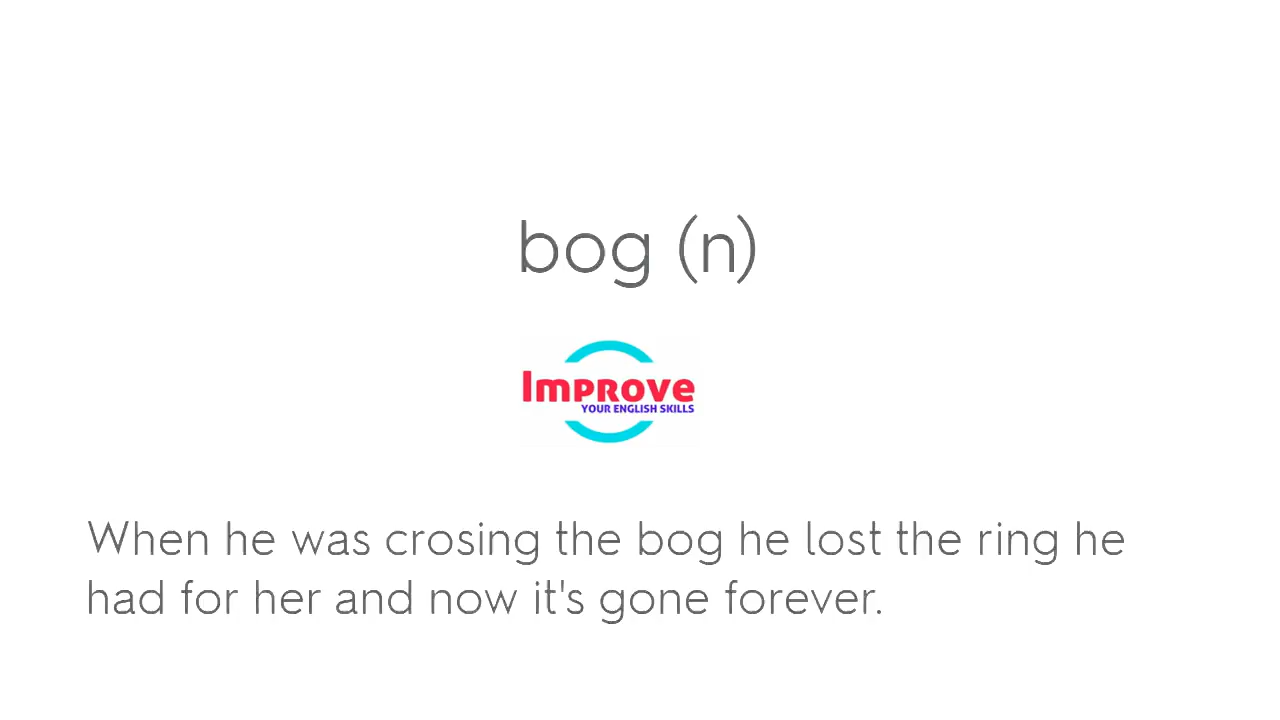 bog (n)
Improve
YOUR ENGLISH SKILLS
When he was crosing the bog he lost the ring he
had for her and now it's gone forever.